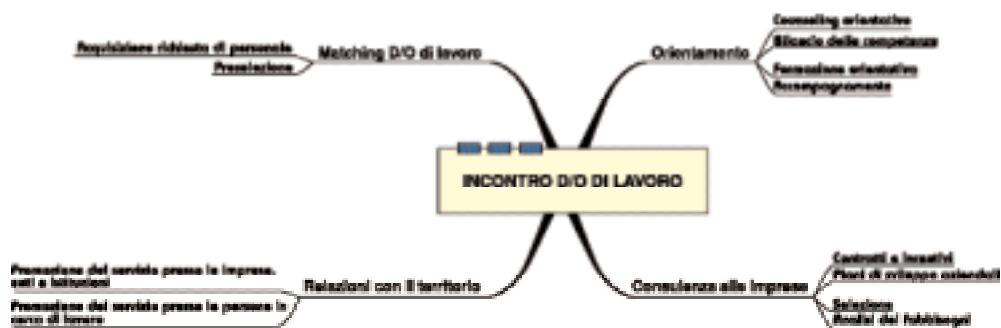 Acquisizione richieste di personale
Preselezione
Matching D/O di lavoro
Orientamento
Counseling orientativo
Bilancio delle competenze
Formazione orientativa
Accompagnamento
INCONTRO D/O DI LAVORO
Promozione del servizio presso le imprese,
enti e istituzioni
Promozione del servizio presso le persone in
cerca di lavoro
Relazioni con il territorio
Consulenza alle imprese
Contratti e incentivi
Piani di sviluppo aziendali
Selezione
Analisi dei fabbisogni